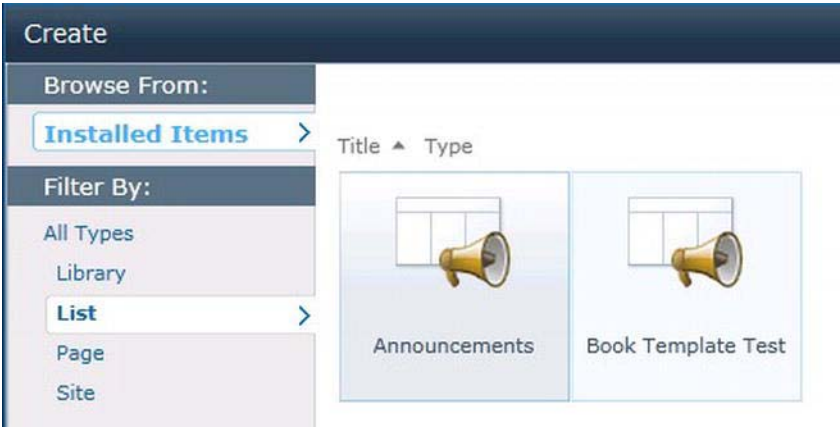 Create
Browse From:
Installed Items
Filter By:
All Types
Library
List
Page
Site
Title Type
Announcements
Book Template Test